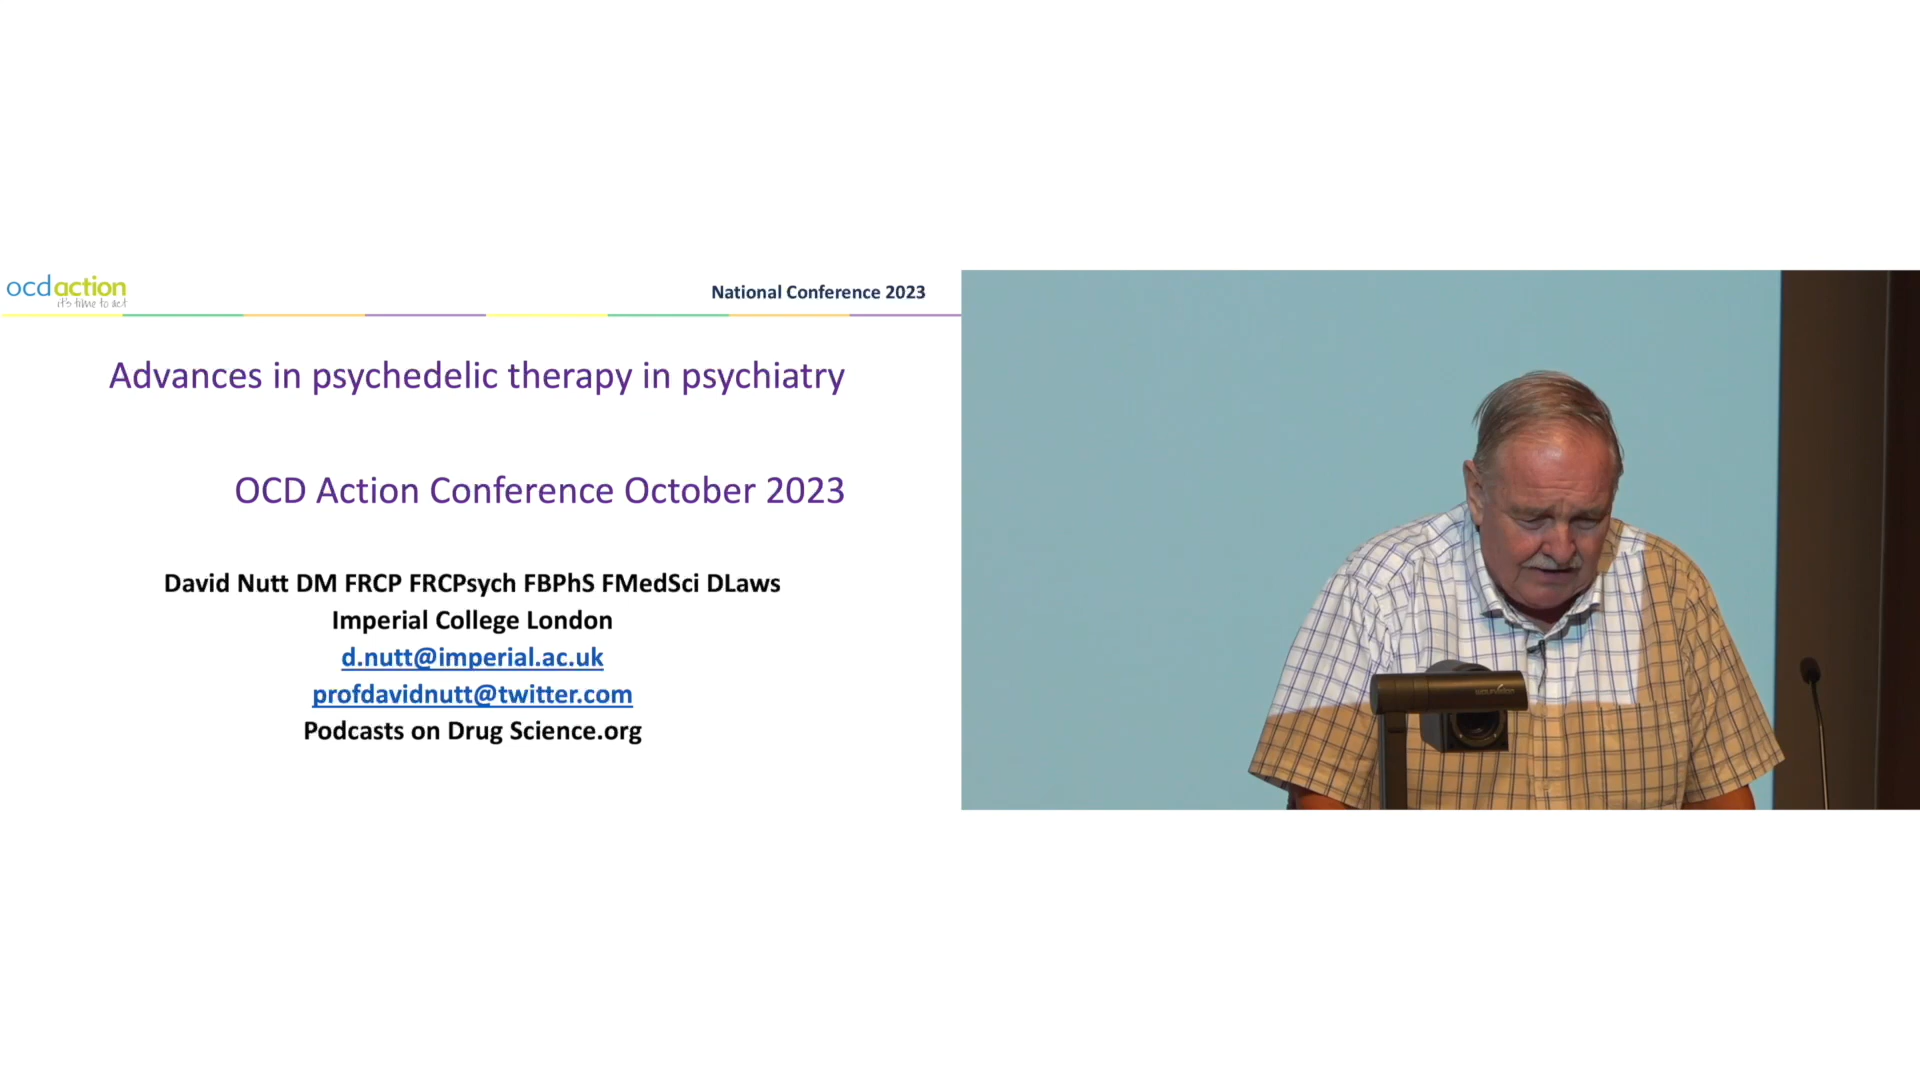 ocdaction
it's time to act
National Conference 2023
Advances in psychedelic therapy in psychiatry
OCD Action Conference October 2023
David Nutt DM FRCP FRCPsych FBPhS FMedSci DLaws
Imperial College London
d.nutt@imperial.ac.uk
profdavidnutt@twitter.com
Podcasts on Drug Science.org